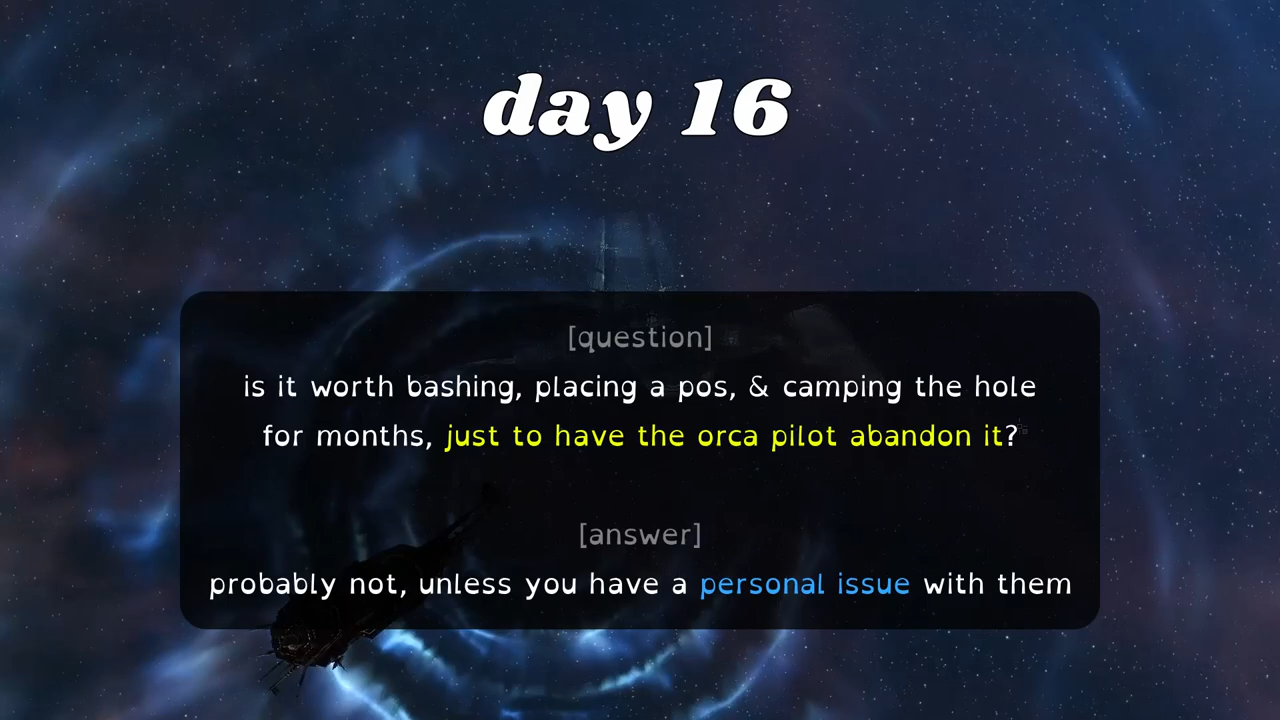 day 16
[question]
is it worth bashing, placing a pos, & camping the hole
for months, just to have the orca pilot abandon it?
[answer]
probably not, unless you have a personal issue with them